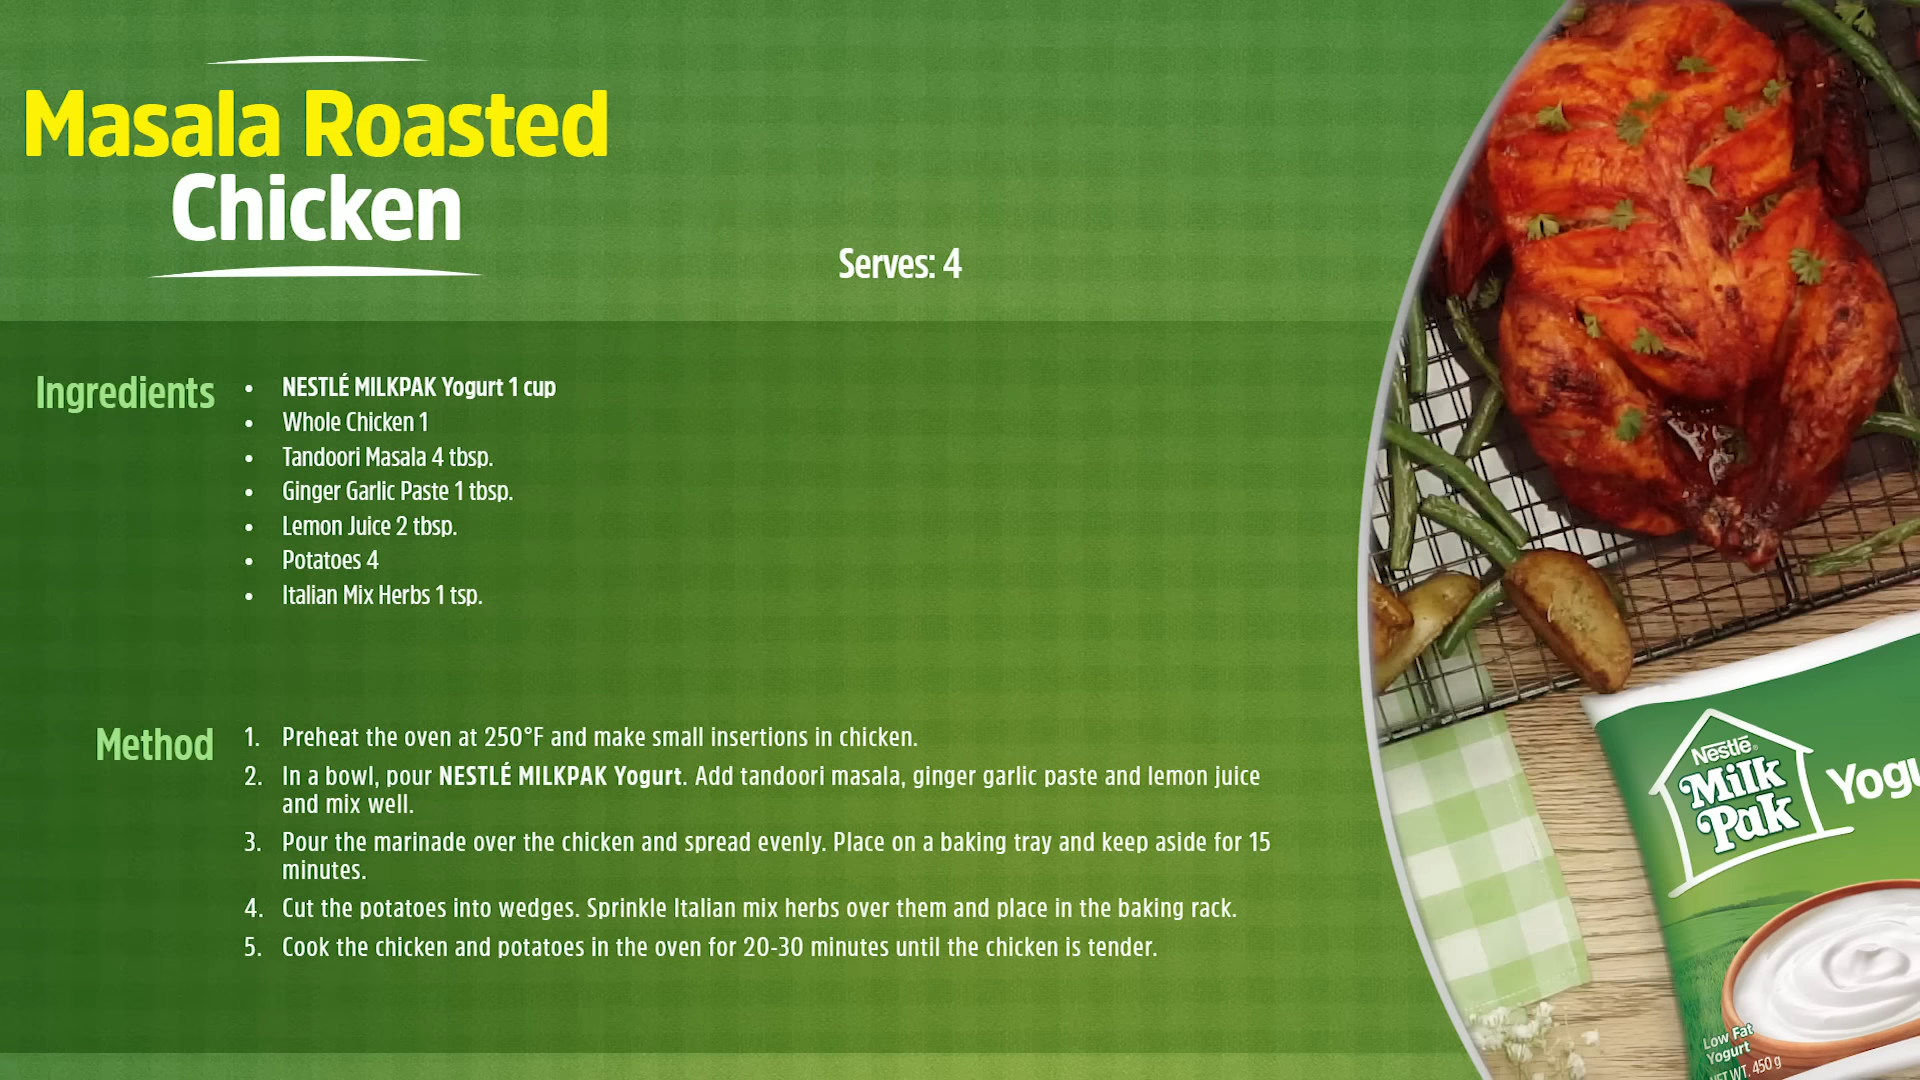 Masala Roasted
Chicken
Serves: 4
Ingredients
• NESTLÉ MILKPAK Yogurt 1 cup
• Whole Chicken 1
• Tandoori Masala 4 tbsp.
• Ginger Garlic Paste 1 tbsp.
• Lemon Juice 2 tbsp.
• Potatoes 4
• Italian Mix Herbs 1 tsp.
Method
1. Preheat the oven at 250°F and make small insertions in chicken.
2. In a bowl, pour NESTLÉ MILKPAK Yogurt. Add tandoori masala, ginger garlic paste and lemon juice
and mix well.
3. Pour the marinade over the chicken and spread evenly. Place on a baking tray and keep aside for 15
minutes.
4. Cut the potatoes into wedges. Sprinkle Italian mix herbs over them and place in the baking rack.
5. Cook the chicken and potatoes in the oven for 20-30 minutes until the chicken is tender.
Nestlé
Milk
Pak
Yogu
Low Fat
Yogurt
NET WT. 450 g